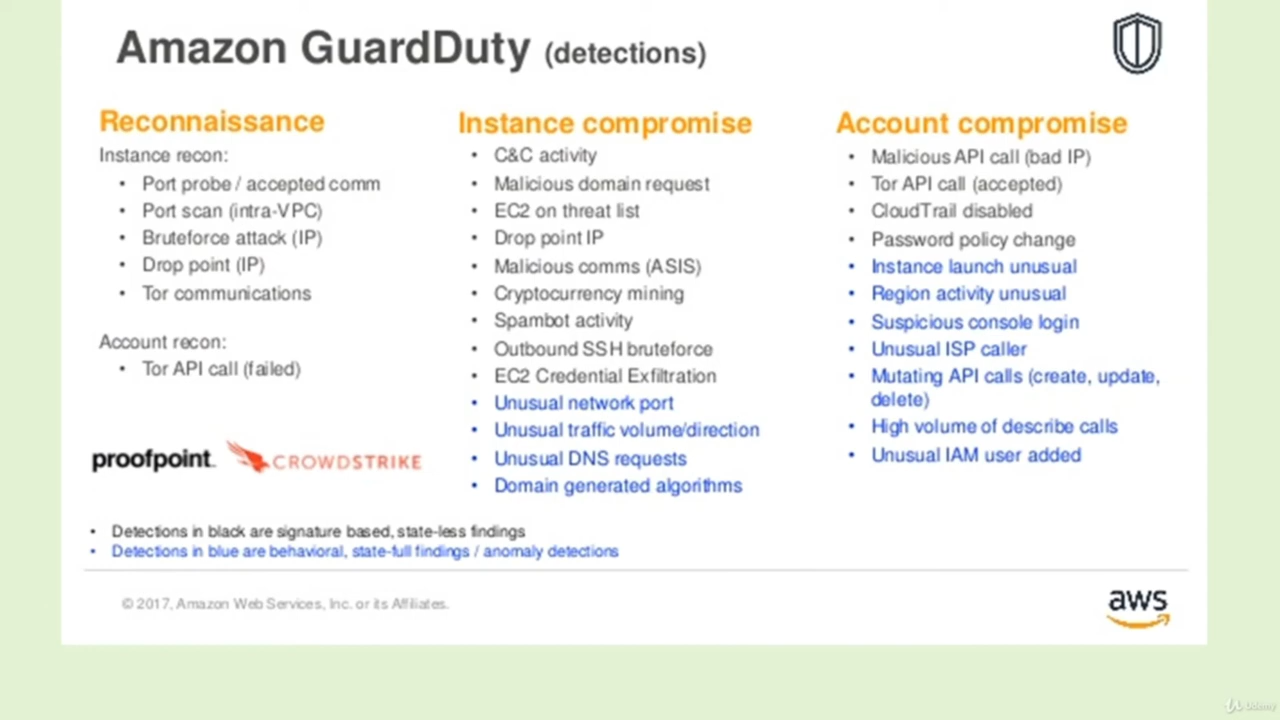 Amazon GuardDuty (detections)
Reconnaissance
Instance recon:
• Port probe / accepted comm
• Port scan (intra-VPC)
• Bruteforce attack (IP)
• Drop point (IP)
• Tor communications
Account recon:
• Tor API call (failed)
proofpoint.
CROWDSTRIKE
Instance compromise
• C&C activity
• Malicious domain request
• EC2 on threat list
• Drop point IP
• Malicious comms (ASIS)
• Cryptocurrency mining
• Spambot activity
• Outbound SSH bruteforce
• EC2 Credential Exfiltration
• Unusual network port
• Unusual traffic volume/direction
• Unusual DNS requests
• Domain generated algorithms
Account compromise
• Malicious API call (bad IP)
• Tor API call (accepted)
• CloudTrail disabled
• Password policy change
• Instance launch unusual
• Region activity unusual
• Suspicious console login
• Unusual ISP caller
• Mutating API calls (create, update,
delete)
• High volume of describe calls
• Unusual IAM user added
• Detections in black are signature based, state-less findings
• Detections in blue are behavioral, state-full findings / anomaly detections
© 2017, Amazon Web Services, Inc. or its Affiliates.
aws
Udemy